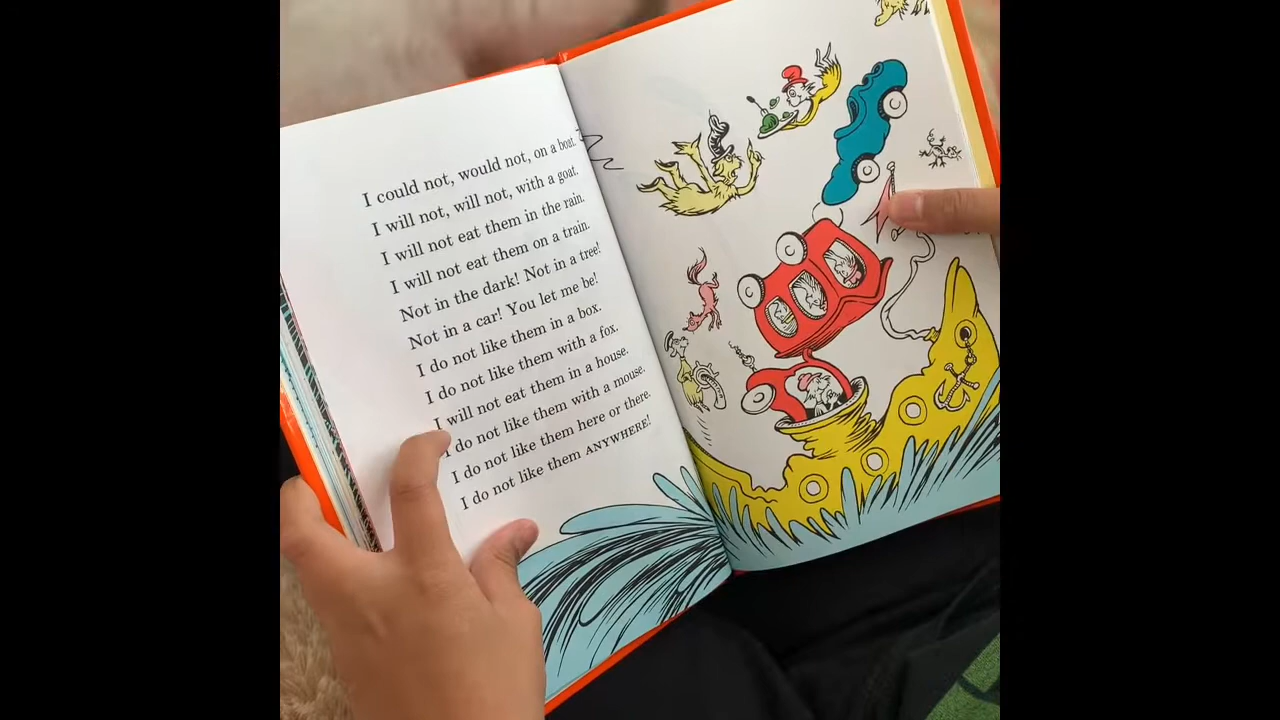 I could not, would not, on a boat.
I will not, will not, with a goat.
I will not eat them in the rain.
I will not eat them on a train.
Not in the dark! Not in a tree!
Not in a car! You let me be!
I do not like them in a box.
I do not like them with a fox.
I will not eat them in a house.
I do not like them with a mouse.
I do not like them here or there.
I do not like them ANYWHERE!